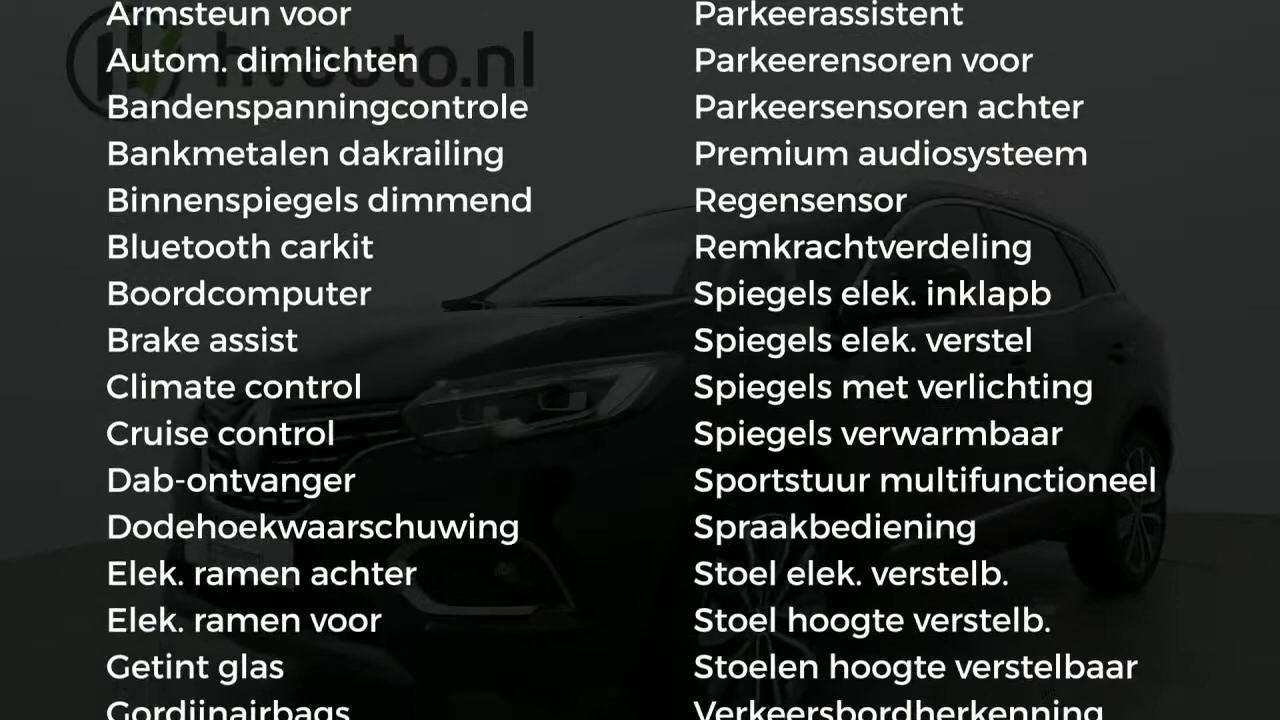 Armsteun voor
Autom. dimlichten
Bandenspanningcontrole
Bankmetalen dakrailing
Binnenspiegels dimmend
Bluetooth carkit
Boordcomputer
Brake assist
Climate control
Cruise control
Dab-ontvanger
Dodehoekwaarschuwing
Elek. ramen achter
Elek. ramen voor
Getint glas
Gordijnairbags
Parkeerassistent
Parkeerensoren voor
Parkeersensoren achter
Premium audiosysteem
Regensensor
Remkrachtverdeling
Spiegels elek. inklapb
Spiegels elek. verstel
Spiegels met verlichting
Spiegels verwarmbaar
Sportstuur multifunctioneel
Spraakbediening
Stoel elek. verstelb.
Stoel hoogte verstelb.
Stoelen hoogte verstelbaar
Verkeersbordherkenning